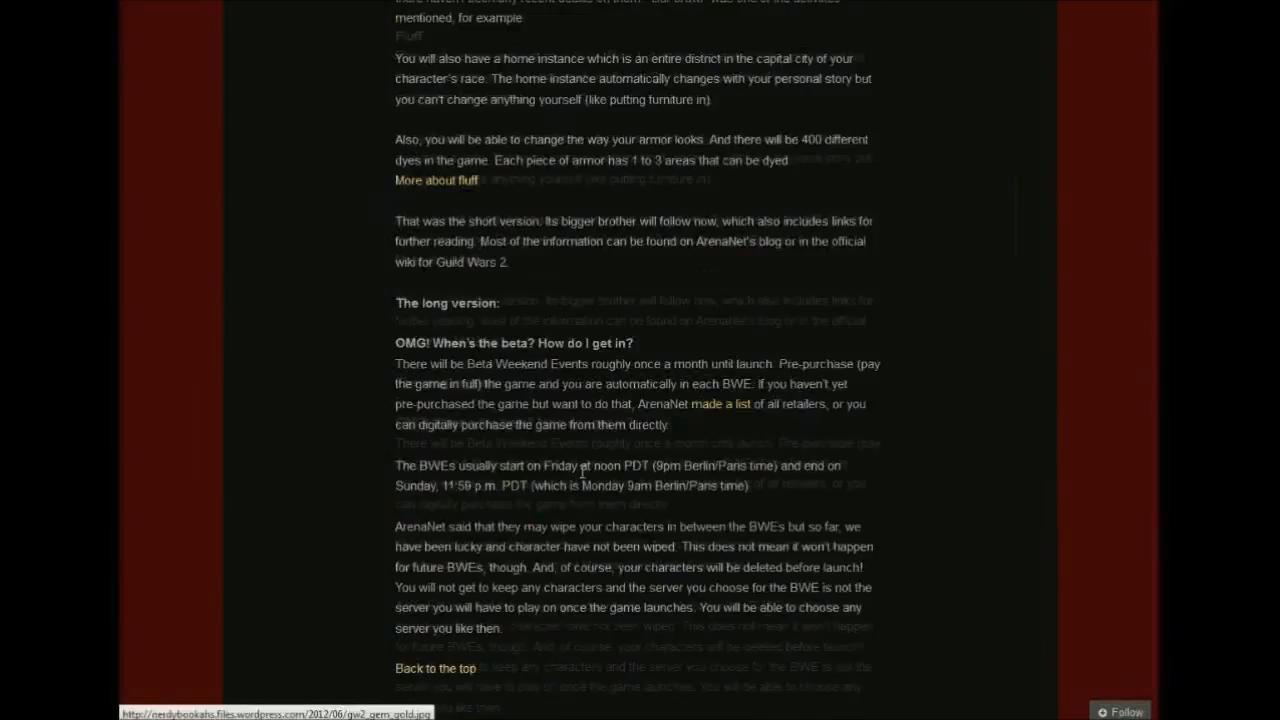 mentioned, for example
Fluff
You will also have a home instance which is an entire district in the capital city of your
character's race. The home instance automatically changes with your personal story but
you can't change anything yourself (like putting furniture in).
Also, you will be able to change the way your armor looks. And there will be 400 different
dyes in the game. Each piece of armor has 1 to 3 areas that can be dyed.
More about fluff
That was the short version. Its bigger brother will follow now, which also includes links for
further reading. Most of the information can be found on ArenaNet's blog or in the official
wiki for Guild Wars 2.
The long version:
OMG! When's the beta? How do I get in?
There will be Beta Weekend Events roughly once a month until launch. Pre-purchase (pay
the game in full) the game and you are automatically in each BWE. If you haven't yet
pre-purchased the game but want to do that, ArenaNet made a list of all retailers, or you
can digitally purchase the game from them directly.
The BWEs usually start on Friday at noon PDT (9pm Berlin/Paris time) and end on
Sunday, 11:59 p.m. PDT (which is Monday 9am Berlin/Paris time).
ArenaNet said that they may wipe your characters in between the BWEs but so far, we
have been lucky and character have not been wiped. This does not mean it won't happen
for future BWEs, though. And, of course, your characters will be deleted before launch!
You will not get to keep any characters and the server you choose for the BWE is not the
server you will have to play on once the game launches. You will be able to choose any
server you like then.
Back to the top
http://nerdybookahs.files.wordpress.com/2012/06/gw2_gem_gold.jpg
Follow